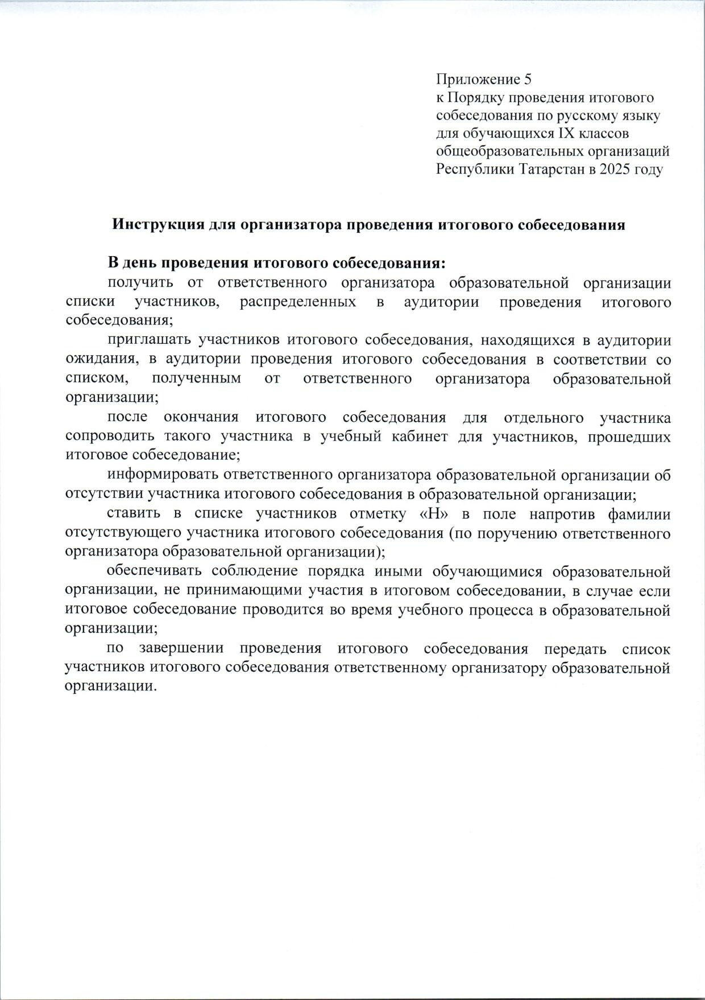 Приложение 5
к Порядку проведения итогового
собеседования по русскому языку
для обучающихся IX классов
общеобразовательных организаций
Республики Татарстан в 2025 году
Инструкция для организатора проведения итогового собеседования
В день проведения итогового собеседования:
получить от ответственного организатора образовательной организации
списки участников, распределенных в аудитории проведения итогового
собеседования;
приглашать участников итогового собеседования, находящихся в аудитории
ожидания, в аудитории проведения итогового собеседования в соответствии со
списком, полученным от ответственного организатора образовательной
организации;
после окончания итогового собеседования для отдельного участника
сопроводить такого участника в учебный кабинет для участников, прошедших
итоговое собеседование;
информировать ответственного организатора образовательной организации об
отсутствии участника итогового собеседования в образовательной организации;
ставить в списке участников отметку «Н» в поле напротив фамилии
отсутствующего участника итогового собеседования (по поручению ответственного
организатора образовательной организации);
обеспечивать соблюдение порядка иными обучающимися образовательной
организации, не принимающими участия в итоговом собеседовании, в случае если
итоговое собеседование проводится во время учебного процесса в образовательной
организации;
по завершении проведения итогового собеседования передать список
участников итогового собеседования ответственному организатору образовательной
организации.